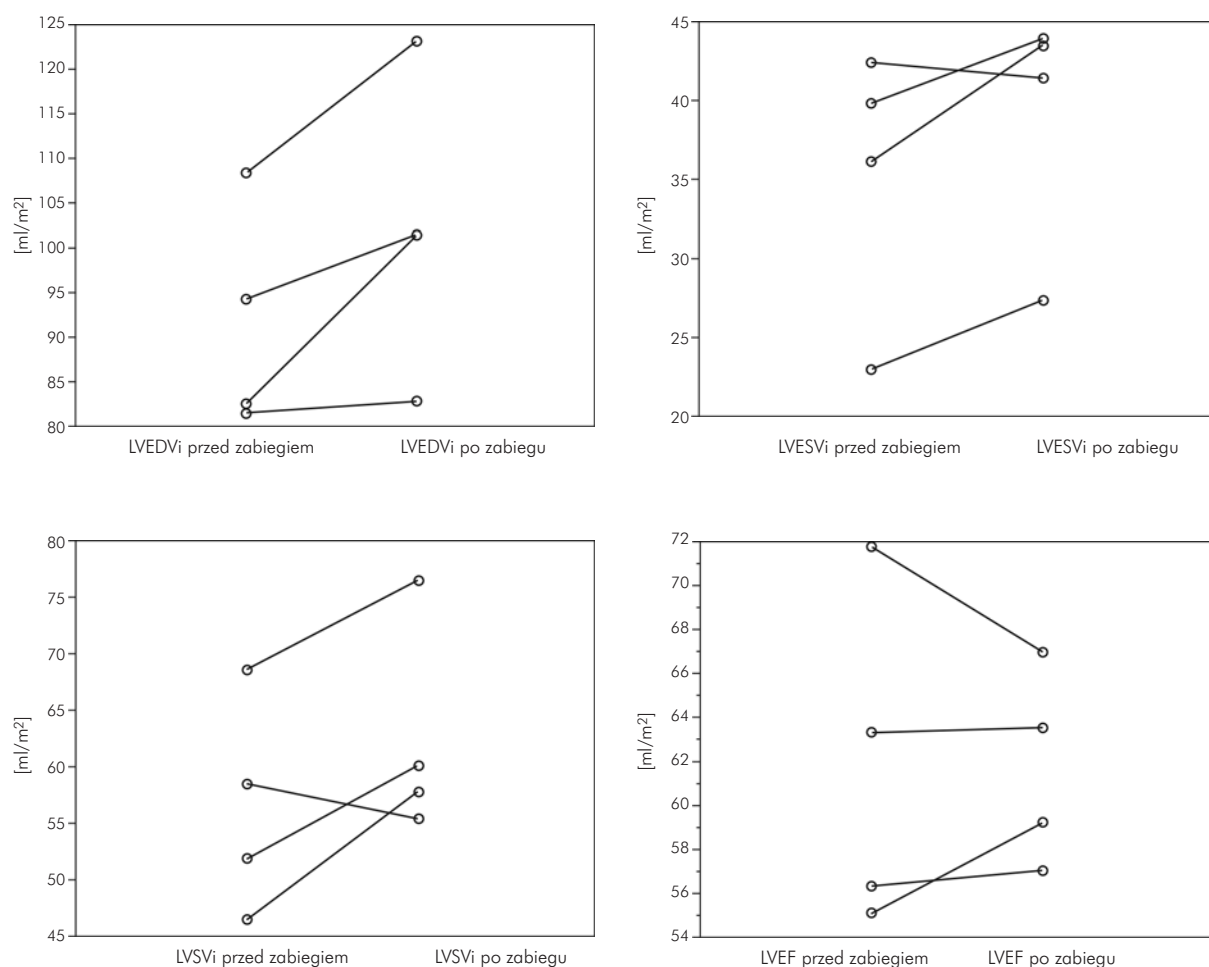 125
120
115
110
105
100
95
90
85
80
[ml/m²]
LVEDVi przed zabiegiem
LVEDVi po zabiegu
45
40
35
30
25
20
[ml/m²]
LVESVi przed zabiegiem
LVESVi po zabiegu
80
75
70
65
60
55
50
45
[ml/m²]
LVSVi przed zabiegiem
LVSVi po zabiegu
72
70
68
66
64
62
60
58
56
54
[ml/m²]
LVEF przed zabiegiem
LVEF po zabiegu